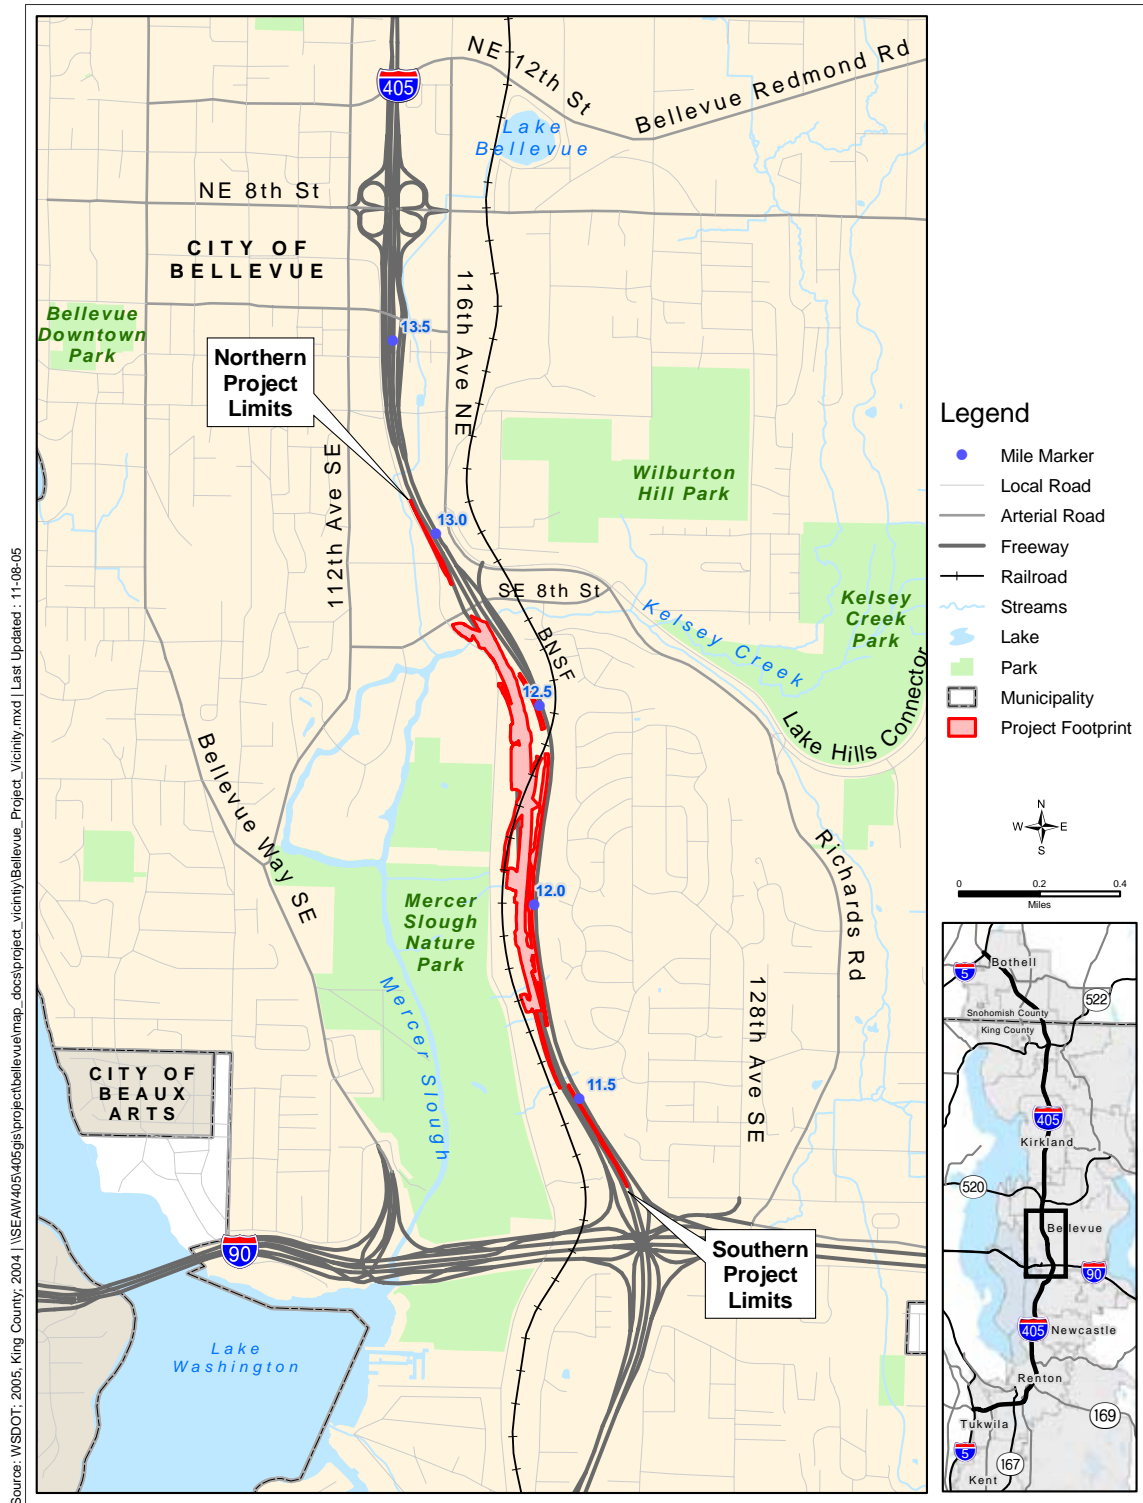 NE 12th St
Bellevue Redmond Rd
405
Lake
Bellevue
NE 8th St
CITY OF
BELLEVUE
116th Ave NE
Bellevue
Downtown
Park
13.5
Northern
Project
Limits
112th Ave SE
Wilburton
Hill Park
13.0
SE 8th St
Kelsey Creek
Kelsey
Creek
Park
BNSF
12.5
Lake Hills Connector
Bellevue Way SE
Richards Rd
12.0
Mercer
Slough
Nature
Park
Mercer Slough
128th Ave SE
11.5
CITY OF
BEAUX
ARTS
90
Southern
Project
Limits
Lake
Washington
Legend
Mile Marker
Local Road
Arterial Road
Freeway
Railroad
Streams
Lake
Park
Municipality
Project Footprint
N
W E
S
0 0.2 0.4
Miles
5
Bothell
522
Snohomish County
King County
405
Kirkland
520
Bellevue
90
405
Newcastle
Renton
169
Tukwila
5
167
Kent
Source: WSDOT; 2005, King County; 2004 | \\SEAW405\405gis\project\bellevue\map_docs\project_vicintiy\Bellevue_Project_Vicinity.mxd | Last Updated : 11-08-05